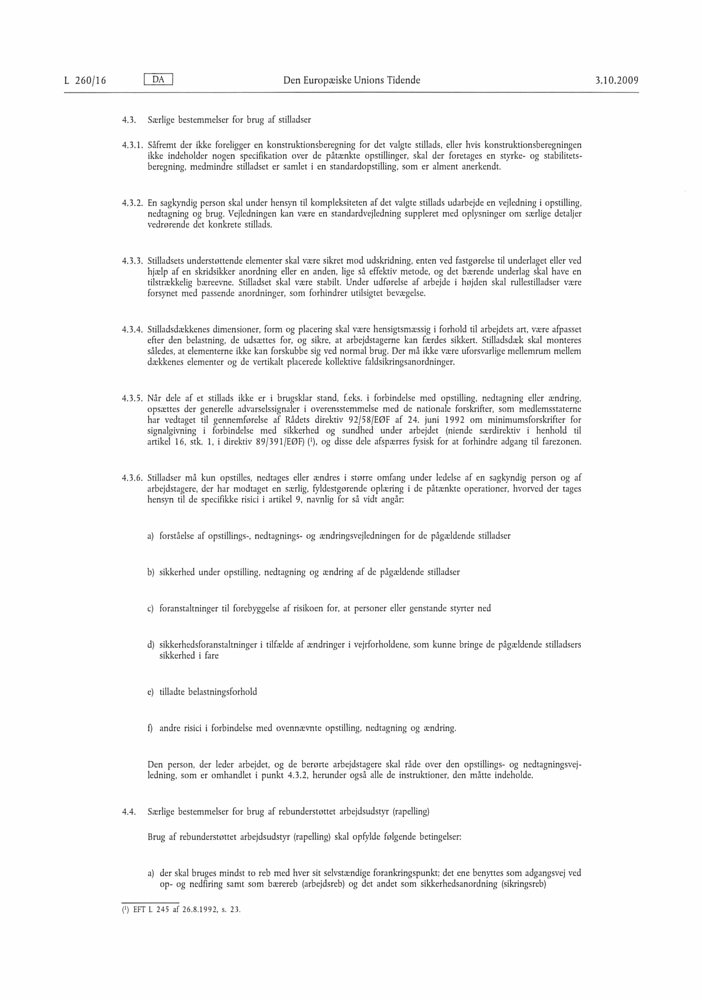 L 260/16 DA Den Europæiske Unions Tidende 3.10.2009
4.3. Særlige bestemmelser for brug af stilladser
4.3.1. Såfremt der ikke foreligger en konstruktionsberegning for det valgte stillads, eller hvis konstruktionsberegningen
ikke indeholder nogen specifikation over de påtænkte opstillinger, skal der foretages en styrke- og stabilitets-
beregning, medmindre stilladset er samlet i en standardopstilling, som er alment anerkendt.
4.3.2. En sagkyndig person skal under hensyn til kompleksiteten af det valgte stillads udarbejde en vejledning i opstilling,
nedtagning og brug. Vejledningen kan være en standardvejledning suppleret med oplysninger om særlige detaljer
vedrørende det konkrete stillads.
4.3.3. Stilladsets understøttende elementer skal være sikret mod udskridning, enten ved fastgørelse til underlaget eller ved
hjælp af en skridsikker anordning eller en anden, lige så effektiv metode, og det bærende underlag skal have en
tilstrækkelig bæreevne. Stilladset skal være stabilt. Under udførelse af arbejde i højden skal rullestilladser være
forsynet med passende anordninger, som forhindrer utilsigtet bevægelse.
4.3.4. Stilladsdækkenes dimensioner, form og placering skal være hensigtsmæssig i forhold til arbejdets art, være afpasset
efter den belastning, de udsættes for, og sikre, at arbejdstagerne kan færdes sikkert. Stilladsdæk skal monteres
således, at elementerne ikke kan forskubbe sig ved normal brug. Der må ikke være uforsvarlige mellemrum mellem
dækkenes elementer og de vertikalt placerede kollektive faldsikringsanordninger.
4.3.5. Når dele af et stillads ikke er i brugsklar stand, f.eks. i forbindelse med opstilling, nedtagning eller ændring,
opsættes der generelle advarselssignaler i overensstemmelse med de nationale forskrifter, som medlemsstaterne
har vedtaget til gennemførelse af Rådets direktiv 92/58/EØF af 24. juni 1992 om minimumsforskrifter for
signalgivning i forbindelse med sikkerhed og sundhed under arbejdet (niende særdirektiv i henhold til
artikel 16, stk. 1, i direktiv 89/391/EØF) (¹), og disse dele afspærres fysisk for at forhindre adgang til farezonen.
4.3.6. Stilladser må kun opstilles, nedtages eller ændres i større omfang under ledelse af en sagkyndig person og af
arbejdstagere, der har modtaget en særlig, fyldestgørende oplæring i de påtænkte operationer, hvorved der tages
hensyn til de specifikke risici i artikel 9, navnlig for så vidt angår:
a) forståelse af opstillings-, nedtagnings- og ændringsvejledningen for de pågældende stilladser
b) sikkerhed under opstilling, nedtagning og ændring af de pågældende stilladser
c) foranstaltninger til forebyggelse af risikoen for, at personer eller genstande styrter ned
d) sikkerhedsforanstaltninger i tilfælde af ændringer i vejrforholdene, som kunne bringe de pågældende stilladsers
sikkerhed i fare
e) tilladte belastningsforhold
f) andre risici i forbindelse med ovennævnte opstilling, nedtagning og ændring.
Den person, der leder arbejdet, og de berørte arbejdstagere skal råde over den opstillings- og nedtagningsvej-
ledning, som er omhandlet i punkt 4.3.2, herunder også alle de instruktioner, den måtte indeholde.
4.4. Særlige bestemmelser for brug af rebunderstøttet arbejdsudstyr (rapelling)
Brug af rebunderstøttet arbejdsudstyr (rapelling) skal opfylde følgende betingelser:
a) der skal bruges mindst to reb med hver sit selvstændige forankringspunkt; det ene benyttes som adgangsvej ved
op- og nedfiring samt som bærereb (arbejdsreb) og det andet som sikkerhedsanordning (sikringsreb)
(¹) EFT L 245 af 26.8.1992, s. 23.